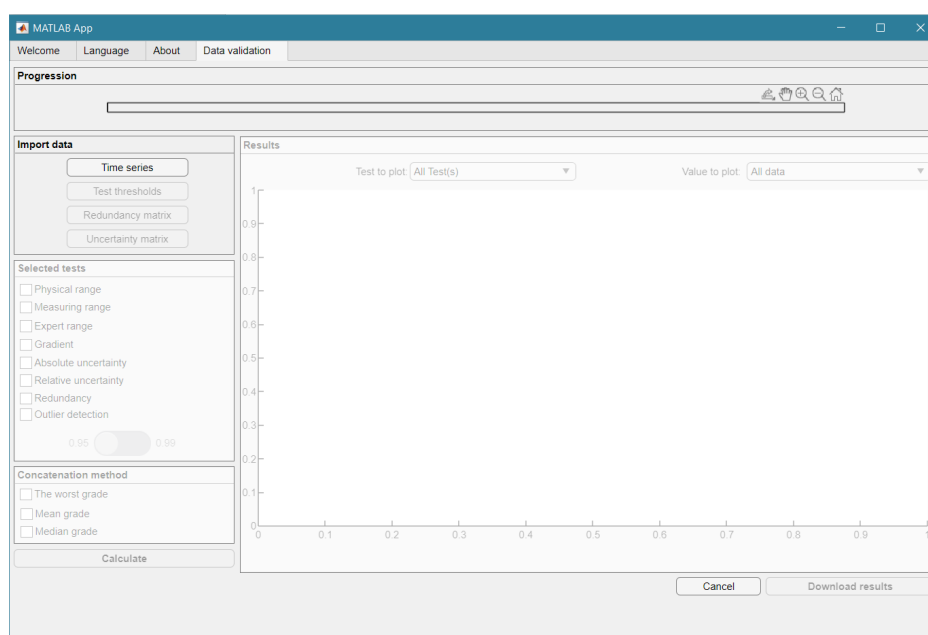 MATLAB App
Welcome Language About Data validation
Progression
Import data
Time series
Test thresholds
Redundancy matrix
Uncertainty matrix
Selected tests
Physical range
Measuring range
Expert range
Gradient
Absolute uncertainty
Relative uncertainty
Redundancy
Outlier detection
0.95 0.99
Concatenation method
The worst grade
Mean grade
Median grade
Calculate
Results
Test to plot All Test(s) Value to plot All data
1
0.9
0.8
0.7
0.6
0.5
0.4
0.3
0.2
0.1
0
0 0.1 0.2 0.3 0.4 0.5 0.6 0.7 0.8 0.9 1
Cancel Download results